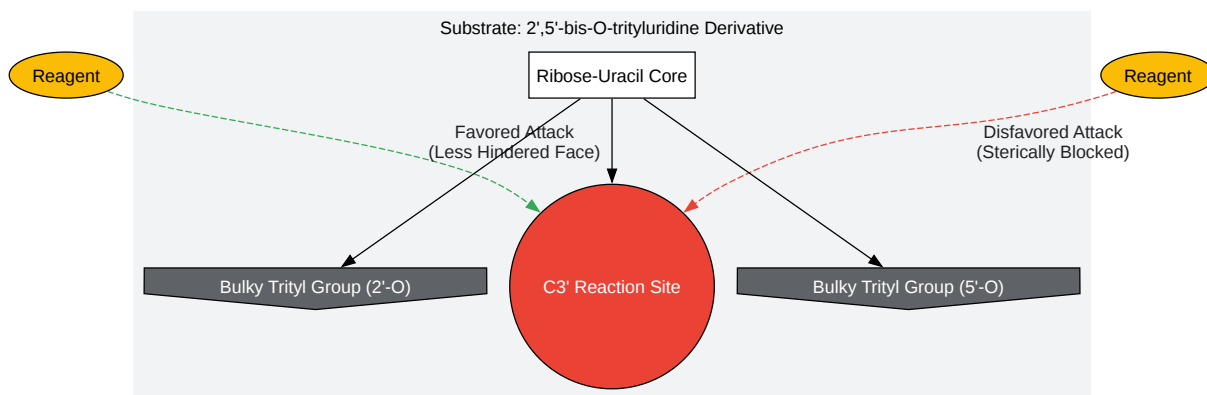 Substrate: 2',5'-bis-O-trityluridine Derivative
Reagent
Ribose-Uracil Core
Reagent
Favored Attack
(Less Hindered Face)
Disfavored Attack
(Sterically Blocked)
Bulky Trityl Group (2'-O)
C3' Reaction Site
Bulky Trityl Group (5'-O)